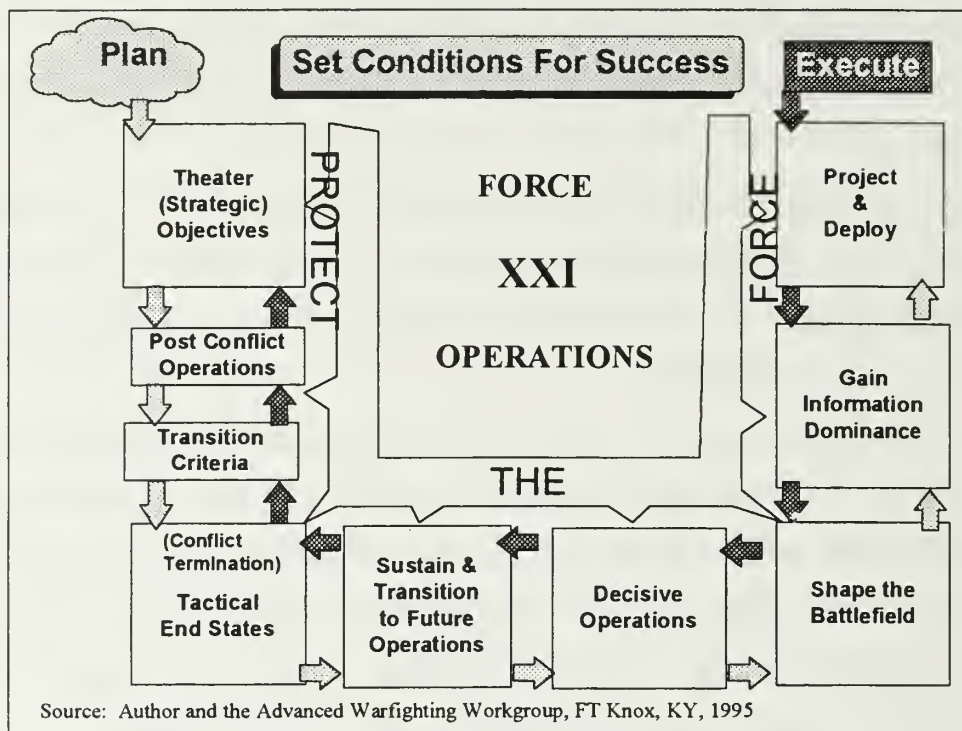 Plan
Set Conditions For Success
Execute
Theater
(Strategic)
Objectives
PROTECT
FORCE
XXI
OPERATIONS
FORCE
Project
&
Deploy
Post Conflict
Operations
Transition
Criteria
Gain
Information
Dominance
THE
(Conflict
Termination)
Tactical
End States
Sustain &
Transition
to Future
Operations
Decisive
Operations
Shape the
Battlefield
Source: Author and the Advanced Warfighting Workgroup, FT Knox, KY, 1995